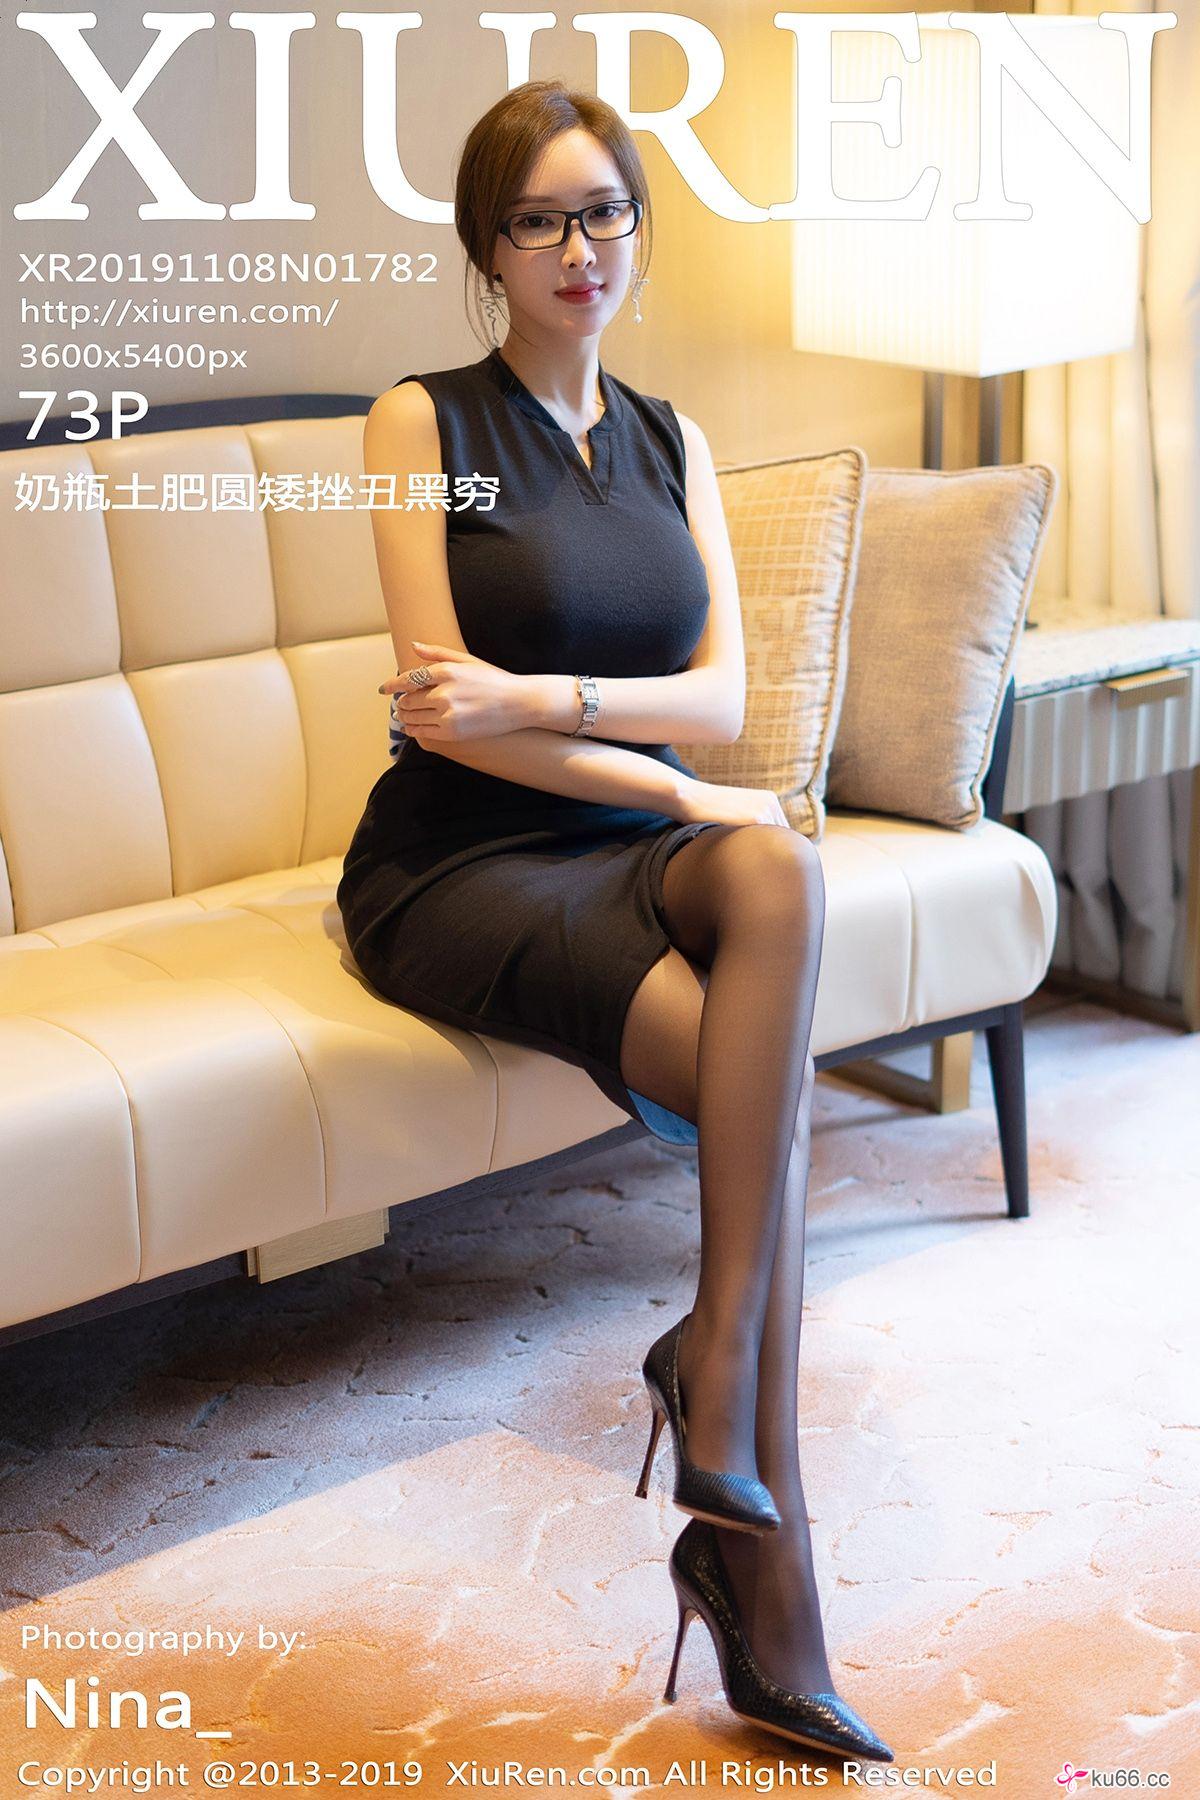 XIUREN
XR20191108N01782
http://xiuren.com/
3600x5400px
73P
奶瓶土肥圆矮挫丑黑穷
Photography by:
Nina_
Copyright @2013-2019 XiuRen.com All Rights Reserved
ku66.cc